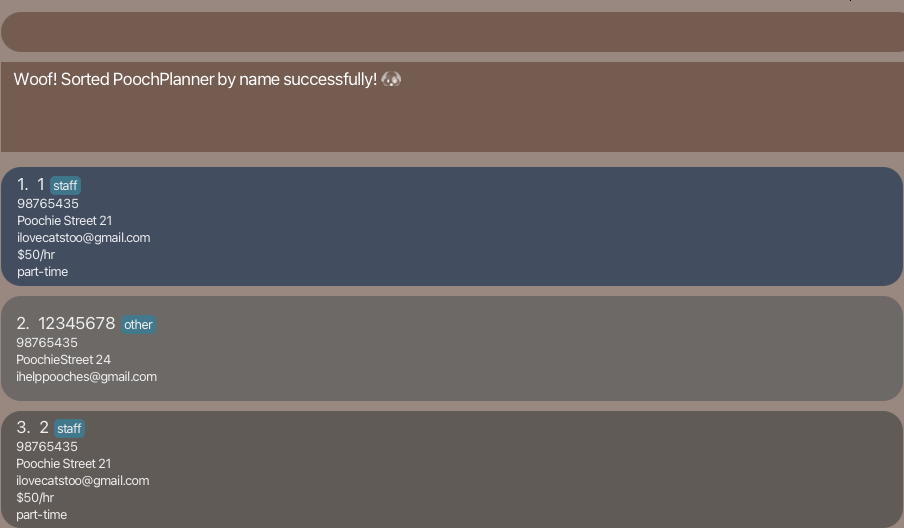 Woof! Sorted PoochPlanner by name successfully! 🐶
1. 1 staff
98765435
Poochie Street 21
ilovecatstoo@gmail.com
$50/hr
part-time
2. 12345678 other
98765435
PoochieStreet 24
ihelppooches@gmail.com
3. 2 staff
98765435
Poochie Street 21
ilovecatstoo@gmail.com
$50/hr
part-time